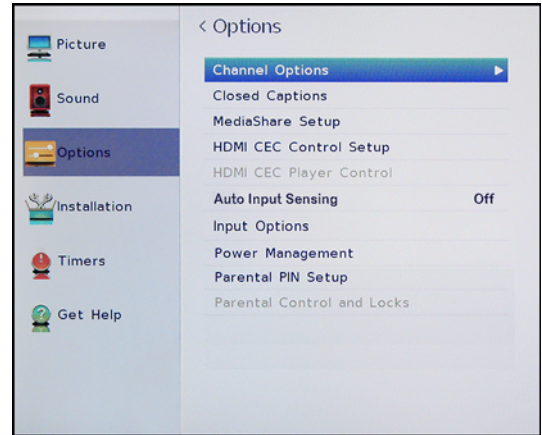 Picture
Sound
Options
Installation
Timers
Get Help
< Options
Channel Options
Closed Captions
MediaShare Setup
HDMI CEC Control Setup
HDMI CEC Player Control
Auto Input Sensing Off
Input Options
Power Management
Parental PIN Setup
Parental Control and Locks